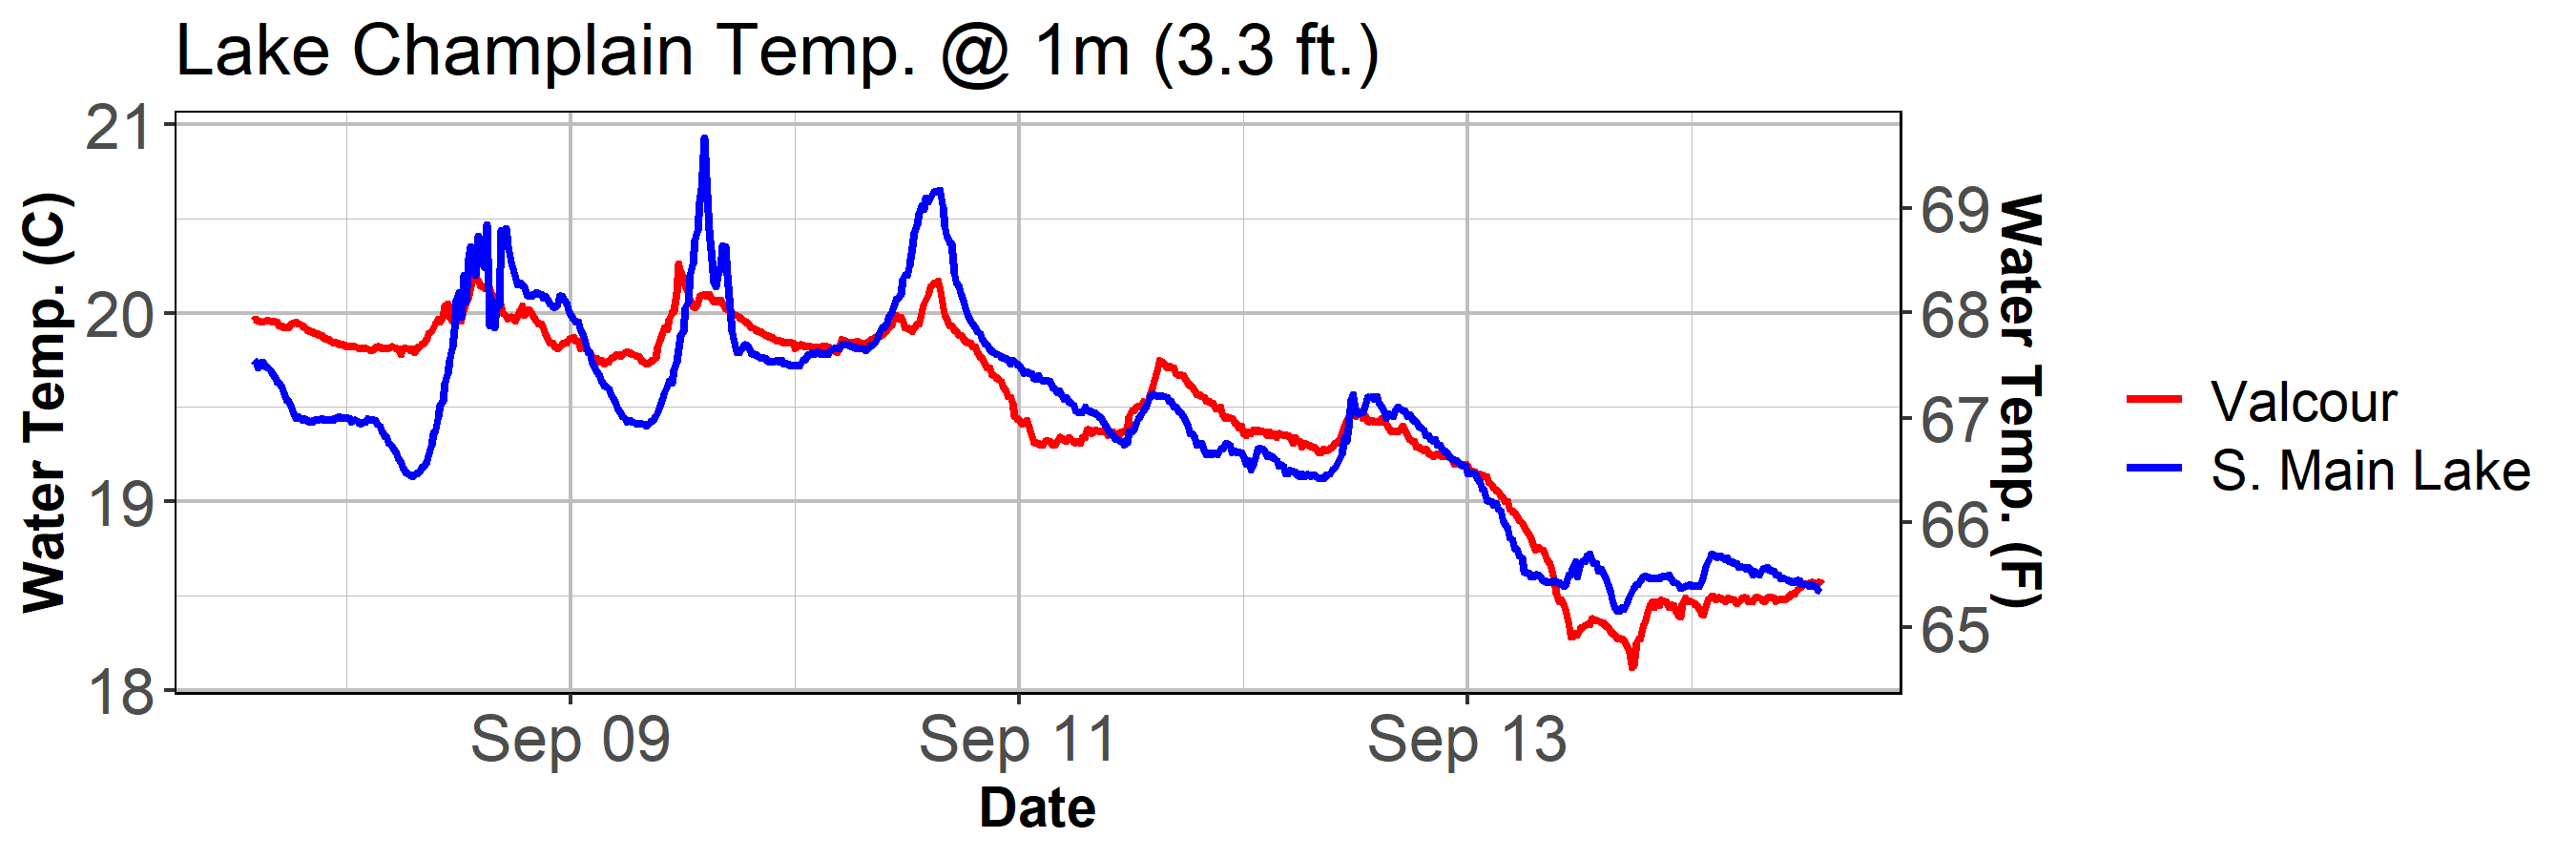 Lake Champlain Temp. @ 1m (3.3 ft.)
Water Temp. (C)
21
20
19
18
69
68
67
66
65
Water Temp. (F)
Sep 09
Sep 11
Sep 13
Date
Valcour
S. Main Lake